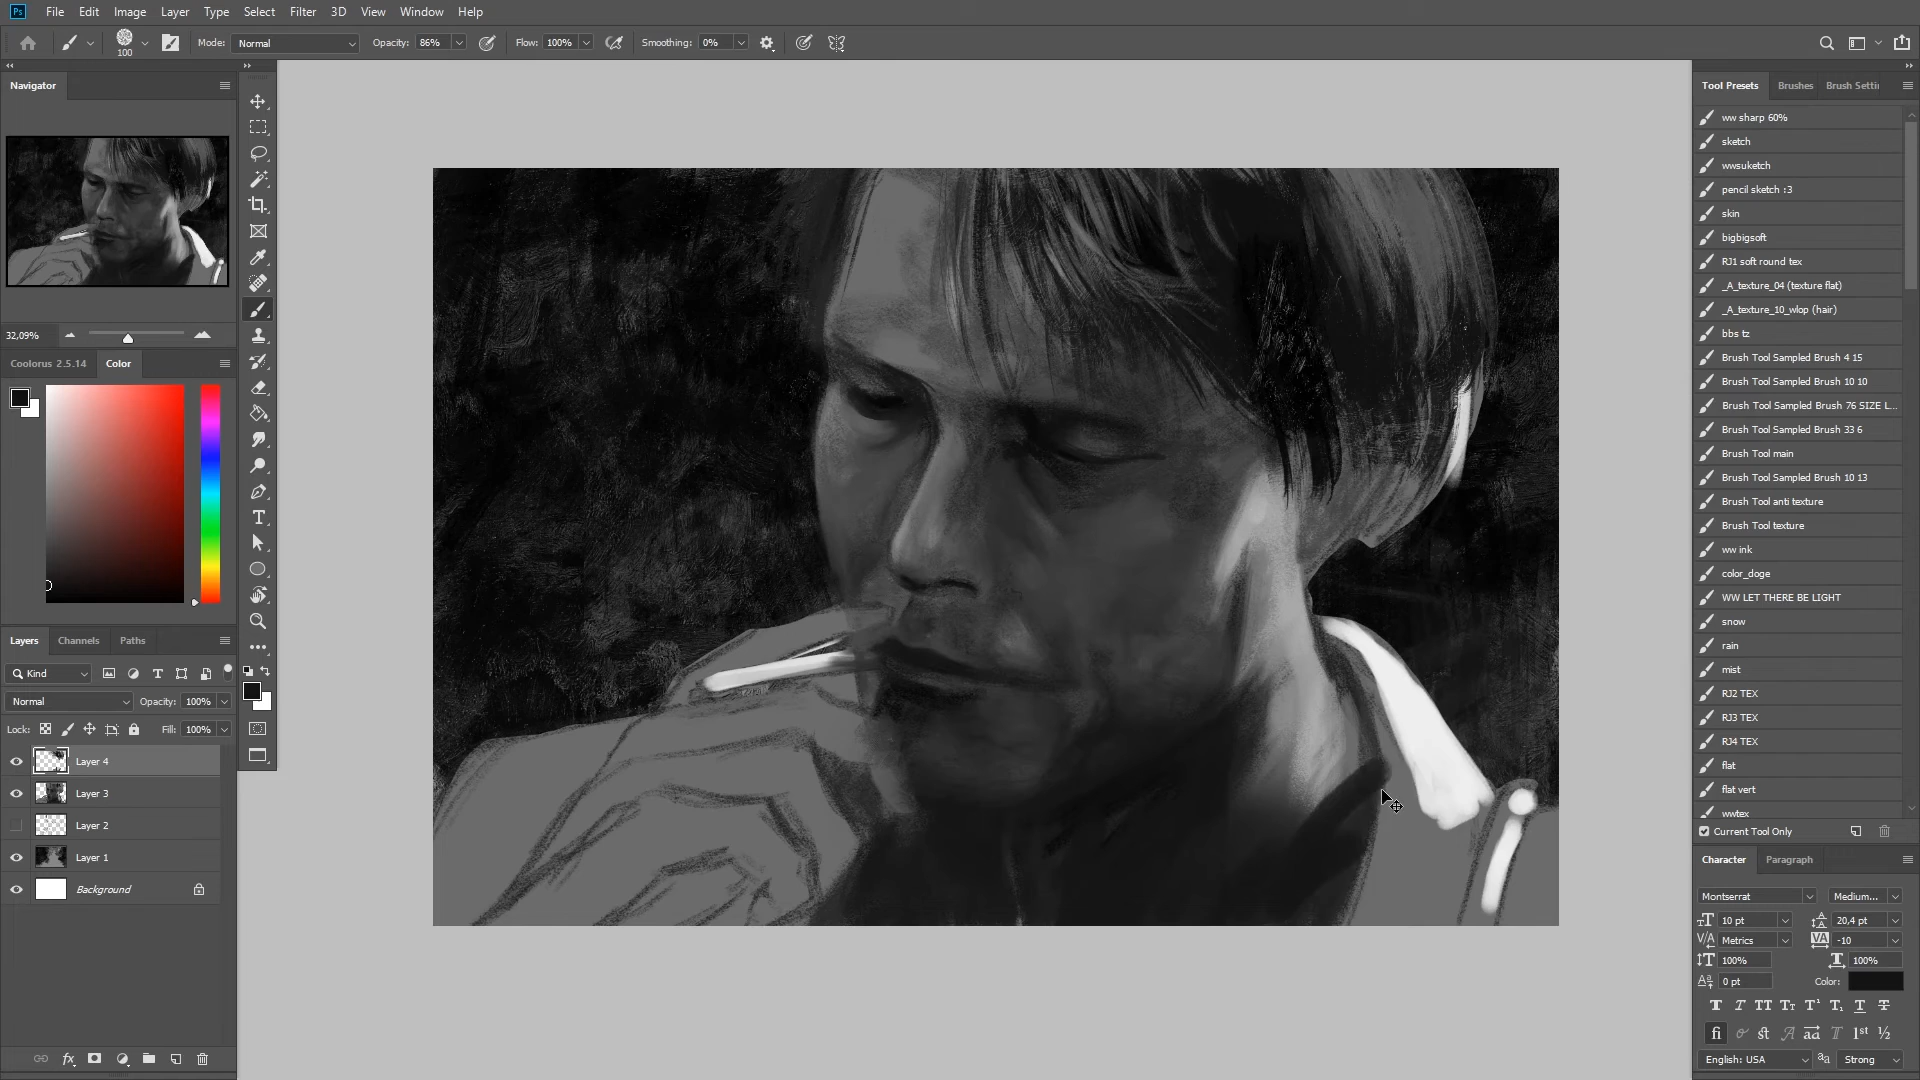 Ps File Edit Image Layer Type Select Filter 3D View Window Help
100 Mode: Normal Opacity: 86% Flow: 100% Smoothing: 0%
Navigator
32,09%
Coolorus 2.5.14 Color
Layers Channels Paths
Kind
Normal Opacity: 100%
Lock: Fill: 100%
Layer 4
Layer 3
Layer 2
Layer 1
Background
Tool Presets Brushes Brush Setti
ww sharp 60%
sketch
wwsuketch
pencil sketch :3
skin
bigbigsoft
RJ1 soft round tex
_A_texture_04 (texture flat)
_A_texture_10_wlop (hair)
bbs tz
Brush Tool Sampled Brush 4 15
Brush Tool Sampled Brush 10 10
Brush Tool Sampled Brush 76 SIZE L...
Brush Tool Sampled Brush 33 6
Brush Tool main
Brush Tool Sampled Brush 10 13
Brush Tool anti texture
Brush Tool texture
ww ink
color_doge
WW LET THERE BE LIGHT
snow
rain
mist
RJ2 TEX
RJ3 TEX
RJ4 TEX
flat
flat vert
wwtex
Current Tool Only
Character Paragraph
Montserrat Medium...
10 pt 20,4 pt
Metrics -10
100% 100%
0 pt Color:
English: USA Strong